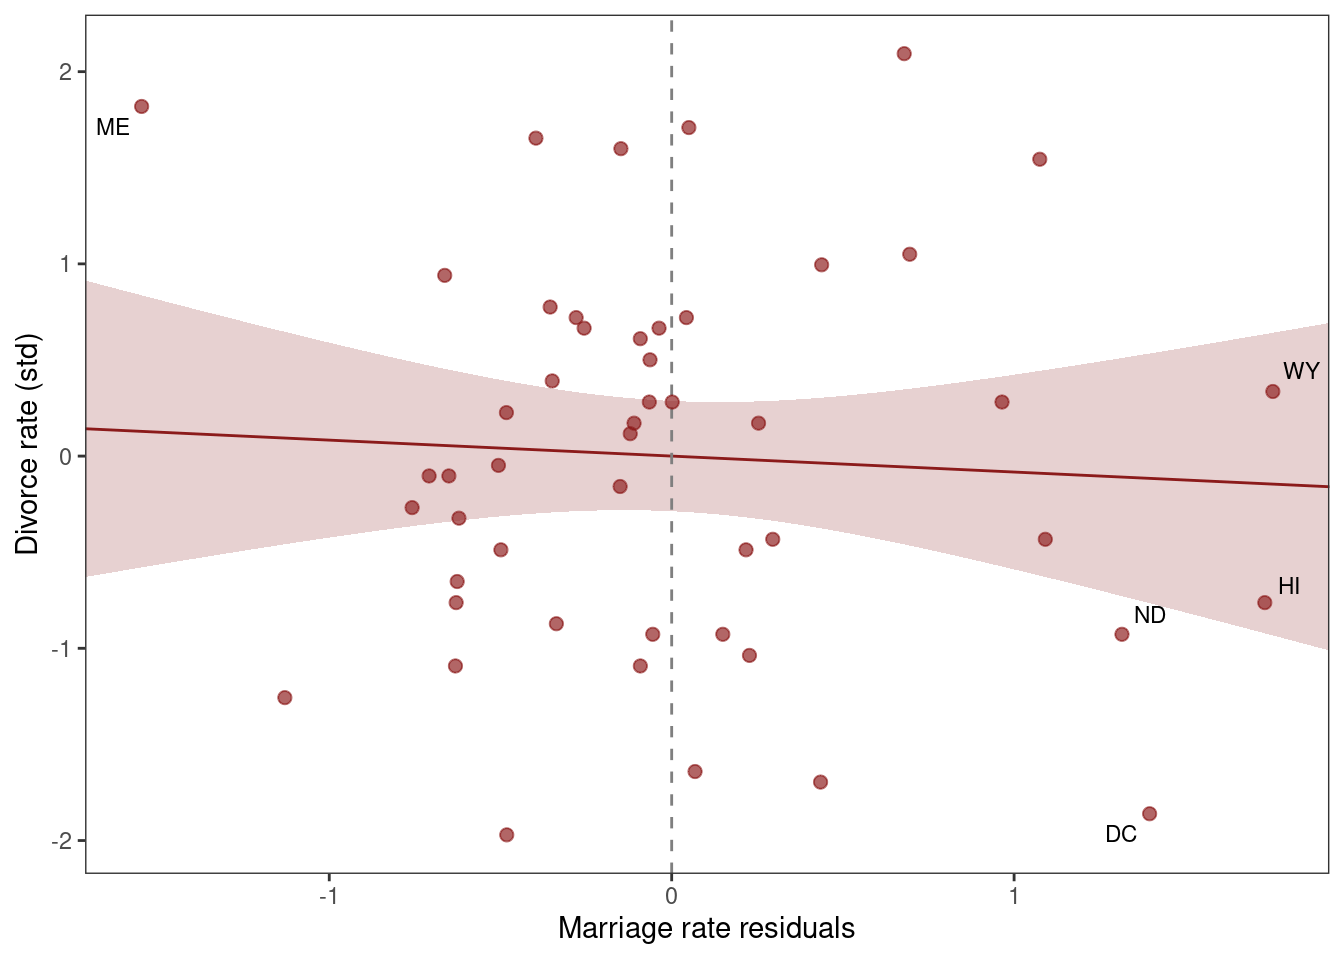 2
1
0
-1
-2
Divorce rate (std)
ME
WY
HI
ND
DC
-1
0
1
Marriage rate residuals